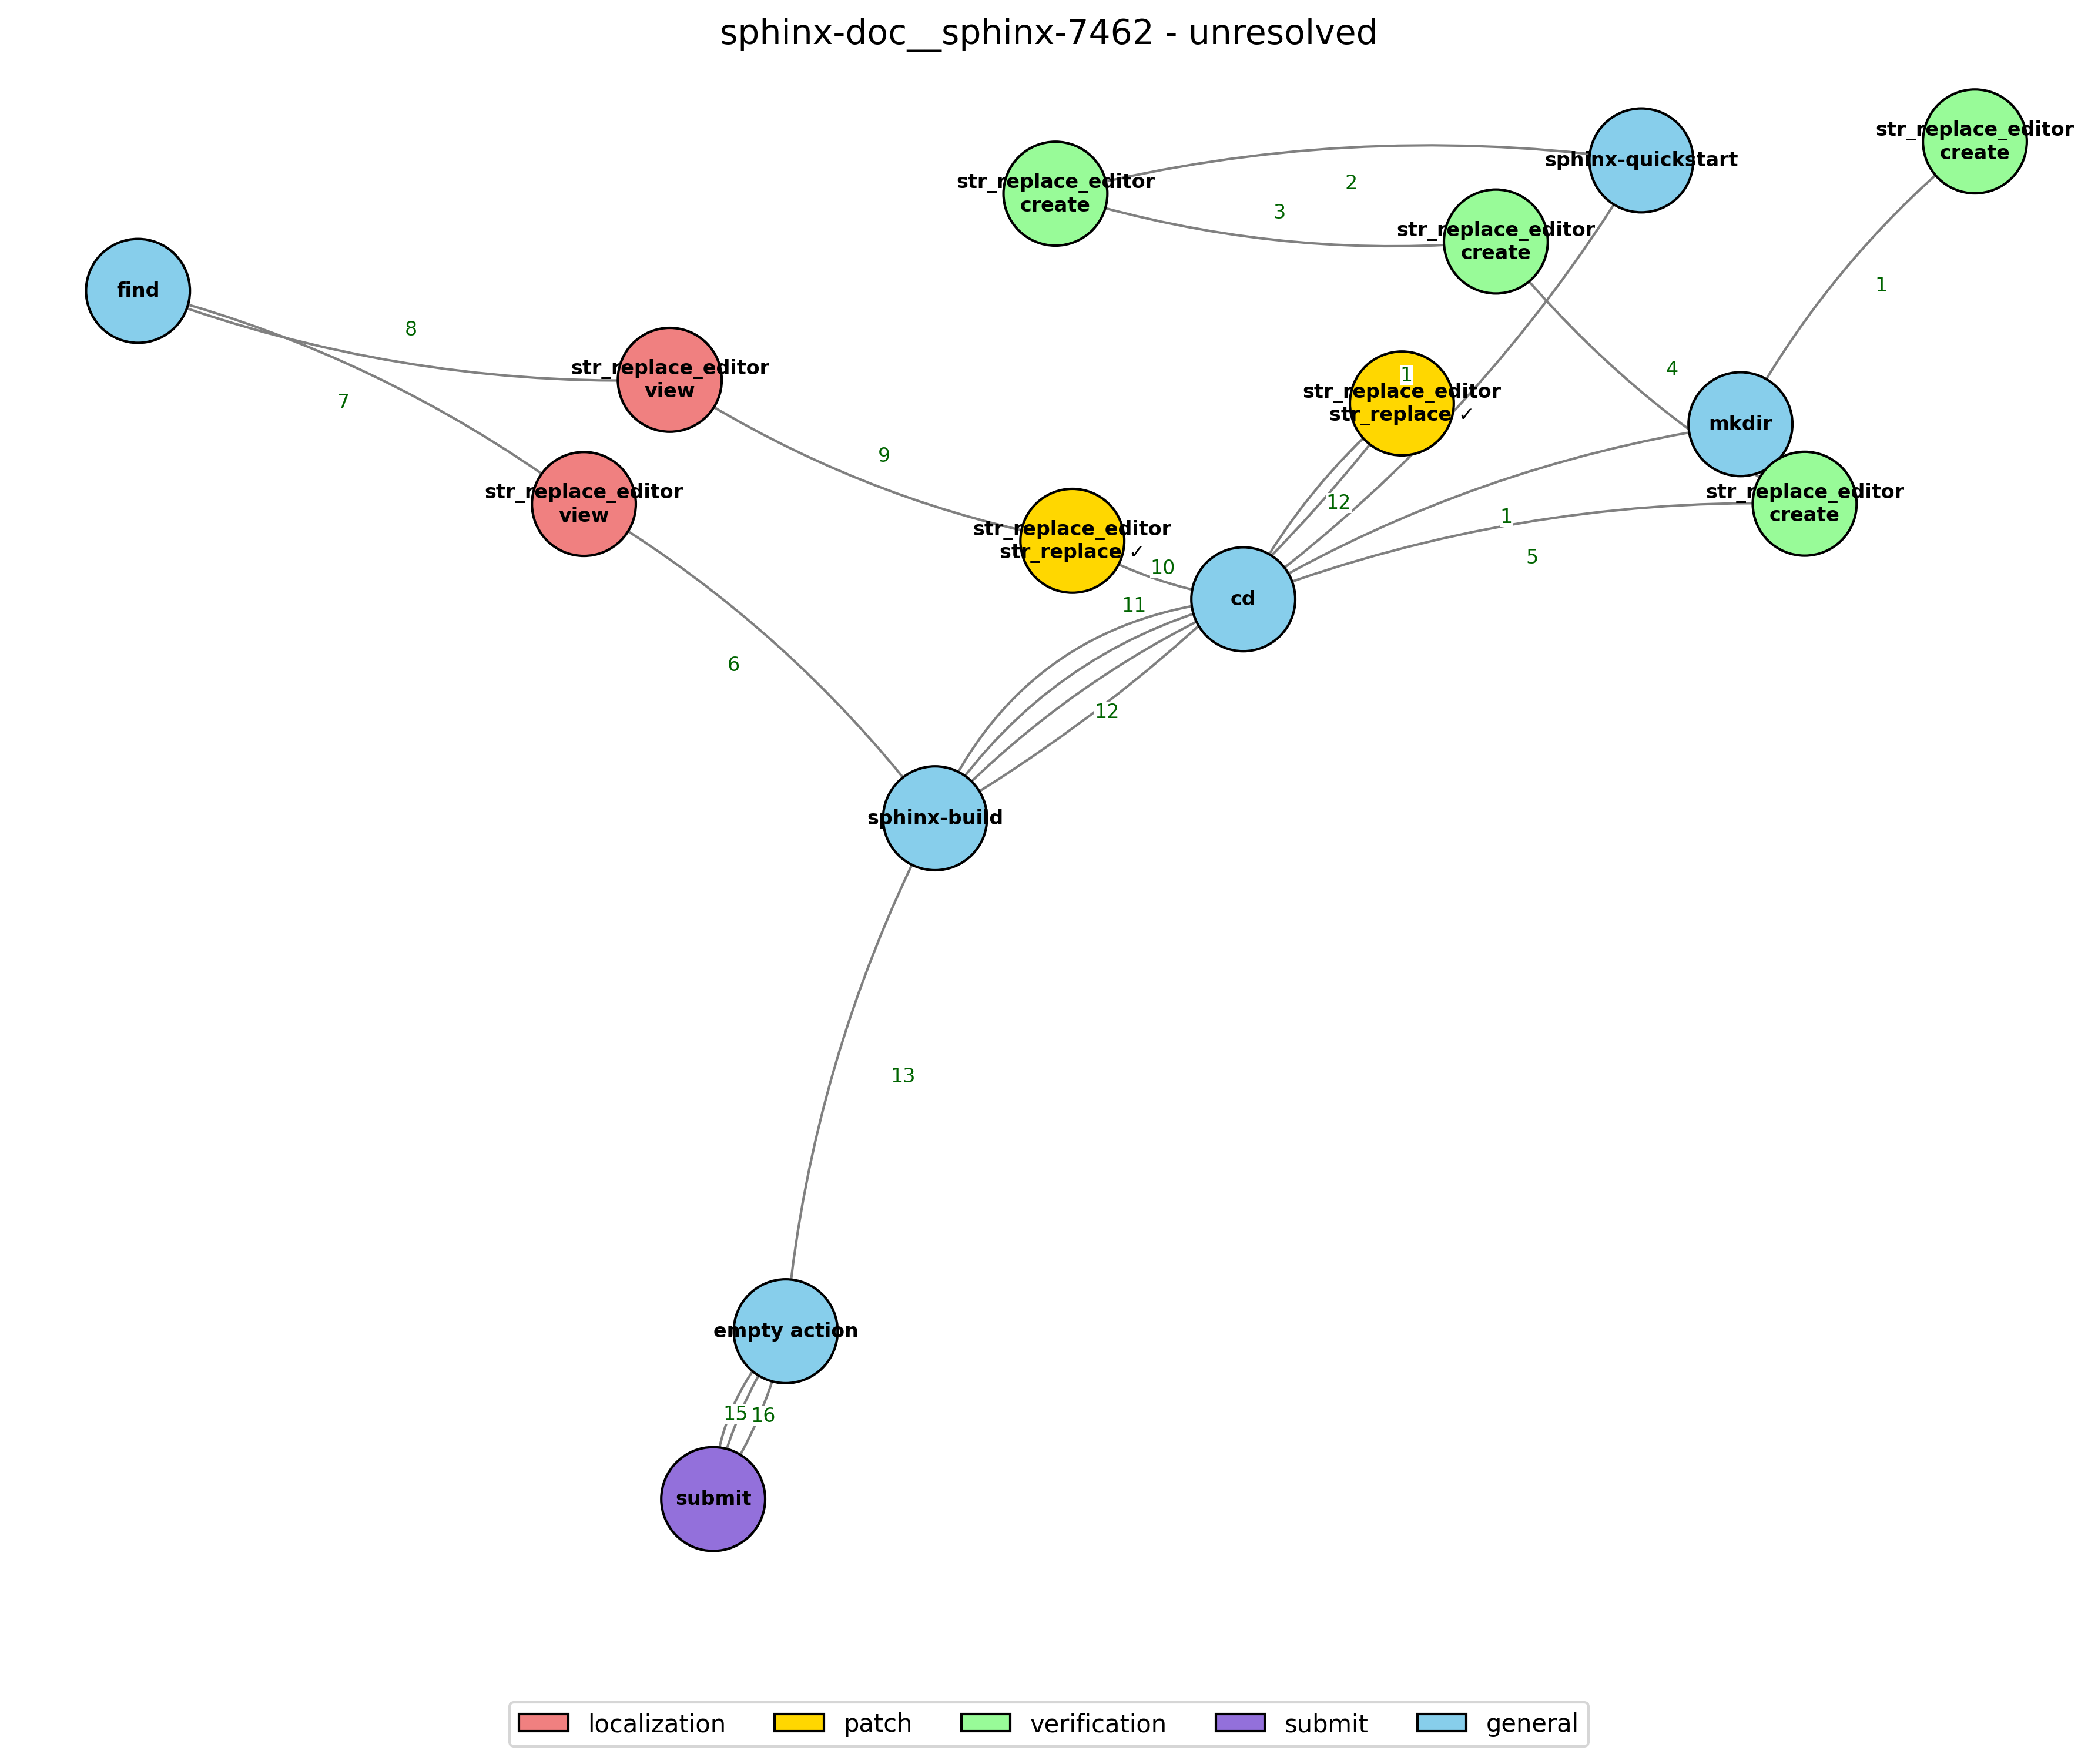 sphinx-doc__sphinx-7462 - unresolved
str_replace_editor
create
sphinx-quickstart
str_replace_editor
create
2
3
str_replace_editor
create
1
find
8
str_replace_editor
view
7
4
1
str_replace_editor
str_replace ✓
mkdir
9
str_replace_editor
view
12
1
str_replace_editor
create
str_replace_editor
str_replace ✓
5
10
11
cd
6
12
sphinx-build
13
empty action
15
16
submit
localization
patch
verification
submit
general